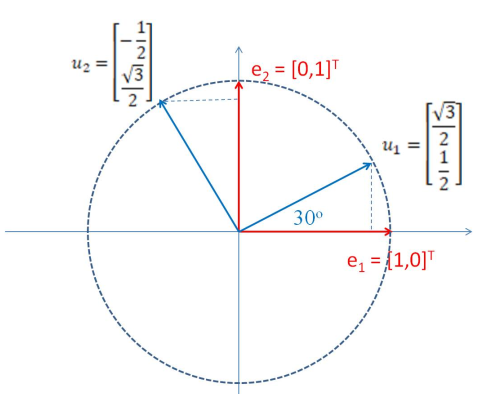 u₂ = [-1/2 √3/2]
e₂ = [0,1]ᵀ
u₁ = [√3/2 1/2]
30°
e₁ = [1,0]ᵀ